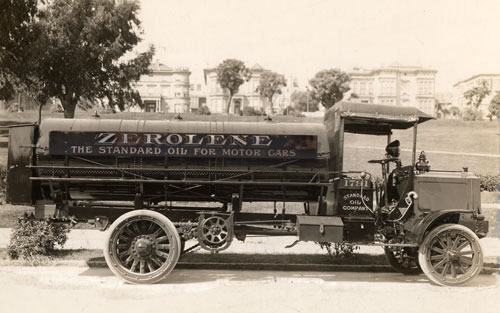 ZEROLENE
THE STANDARD OIL FOR MOTOR CARS
STANDARD
OIL
COMPANY